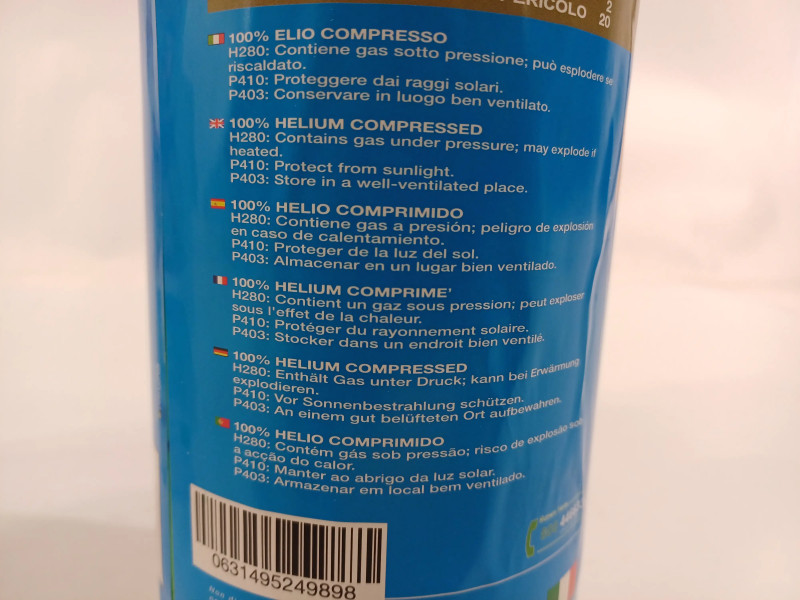 PERICOLO 2
20
100% ELIO COMPRESSO
H280: Contiene gas sotto pressione; può esplodere se
riscaldato.
P410: Proteggere dai raggi solari.
P403: Conservare in luogo ben ventilato.
100% HELIUM COMPRESSED
H280: Contains gas under pressure; may explode if
heated.
P410: Protect from sunlight.
P403: Store in a well-ventilated place.
100% HELIO COMPRIMIDO
H280: Contiene gas a presión; peligro de explosión
en caso de calentamiento.
P410: Proteger de la luz del sol.
P403: Almacenar en un lugar bien ventilado.
100% HELIUM COMPRIME'
H280: Contient un gaz sous pression; peut exploser
sous l'effet de la chaleur.
P410: Protéger du rayonnement solaire.
P403: Stocker dans un endroit bien ventilé.
100% HELIUM COMPRESSED
H280: Enthält Gas unter Druck; kann bei Erwärmung
explodieren.
P410: Vor Sonnenbestrahlung schützen.
P403: An einem gut belüfteten Ort aufbewahren.
100% HELIO COMPRIMIDO
H280: Contém gás sob pressão; risco de explosão sob
a acção do calor.
P410: Manter ao abrigo da luz solar.
P403: Armazenar em local bem ventilado.
0631495249898